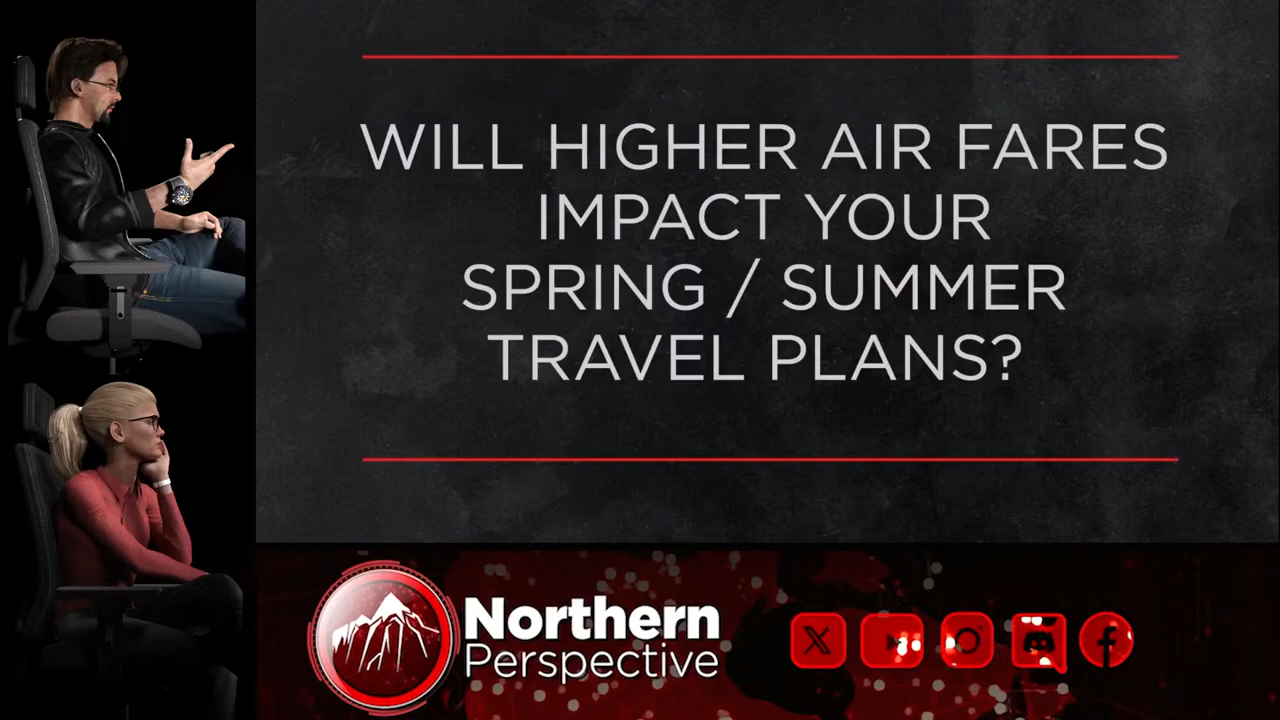 WILL HIGHER AIR FARES
IMPACT YOUR
SPRING / SUMMER
TRAVEL PLANS?
Northern
Perspective